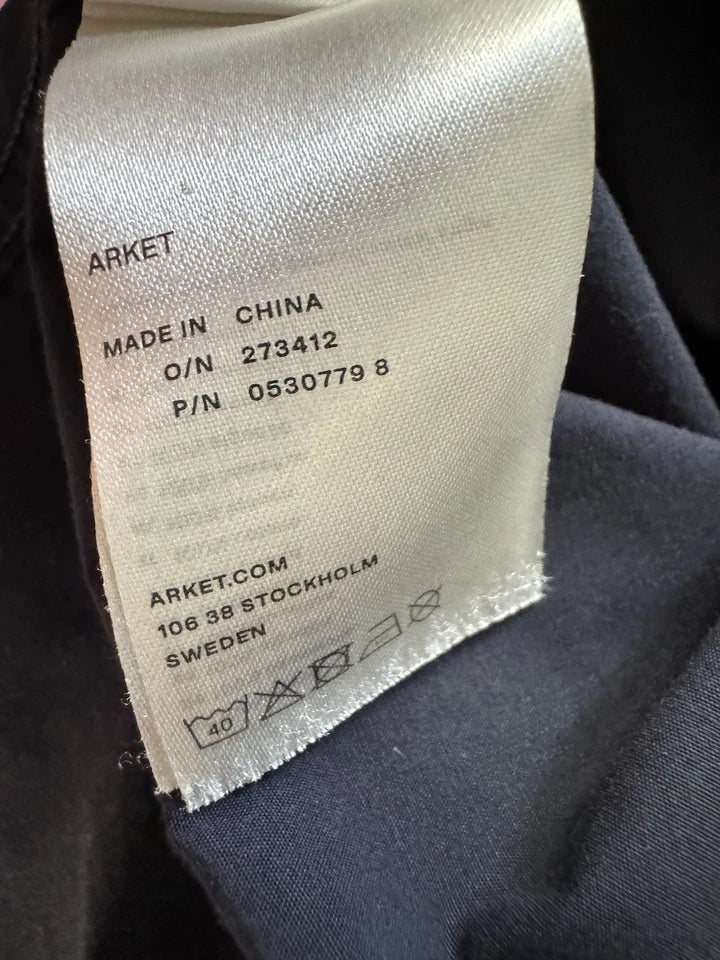 ARKET
MADE IN CHINA
O/N 273412
P/N 0530779 8
ARKET.COM
106 38 STOCKHOLM
SWEDEN
40